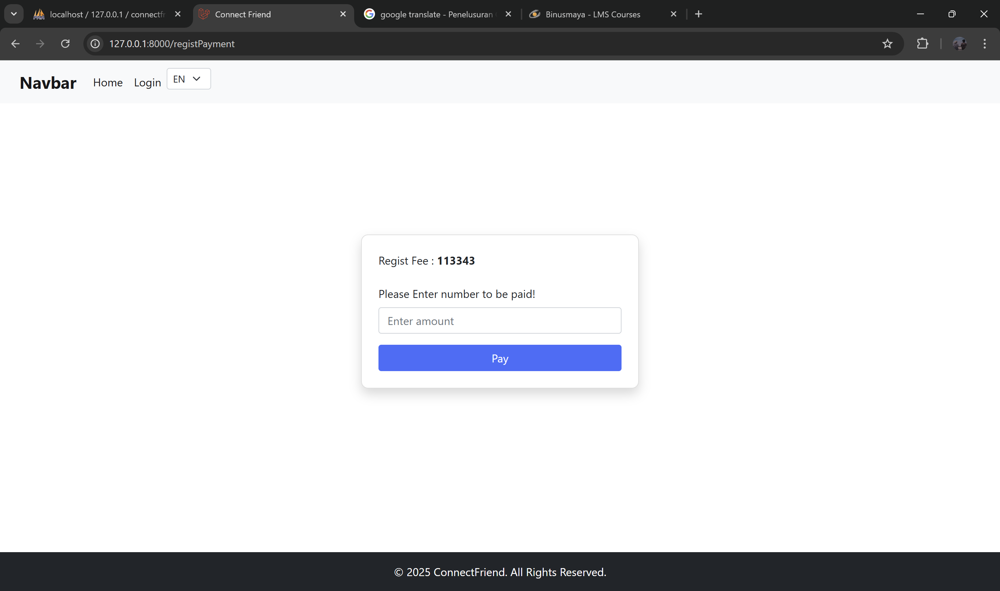 localhost / 127.0.0.1 / connectfr
Connect Friend
google translate - Penelusuran
Binusmaya - LMS Courses
127.0.0.1:8000/registPayment
Navbar Home Login EN
Regist Fee : 113343
Please Enter number to be paid!
Enter amount
Pay
© 2025 ConnectFriend. All Rights Reserved.